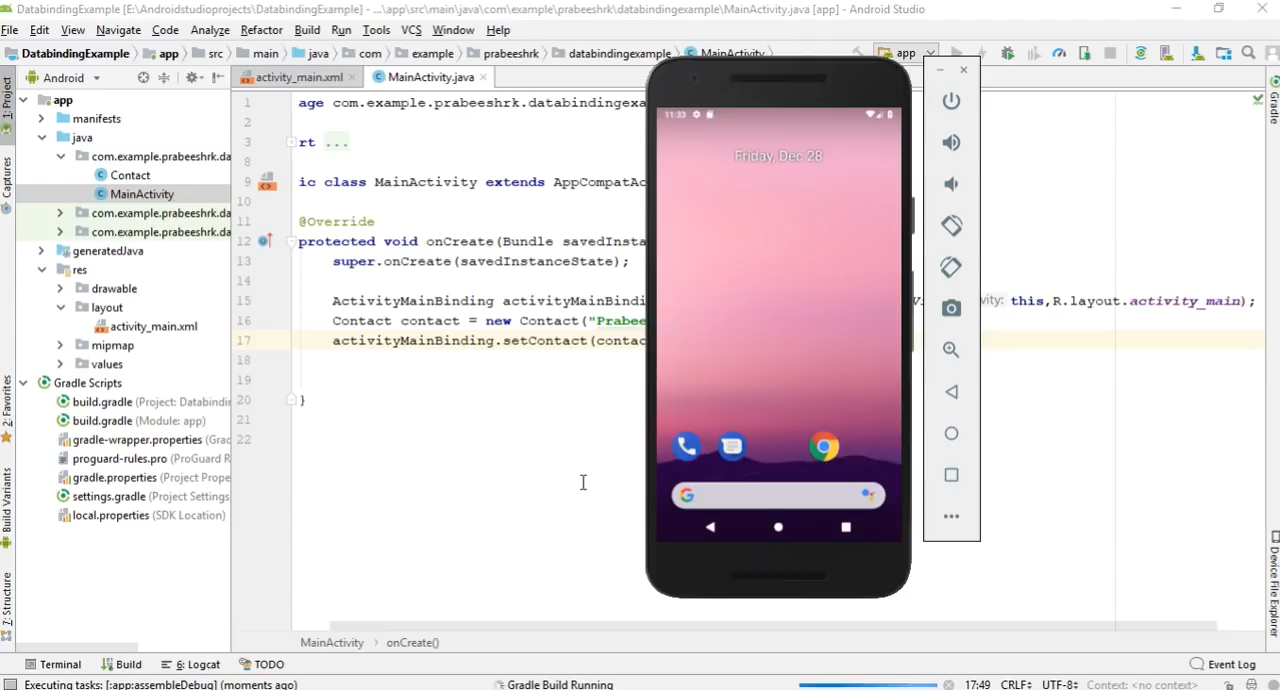 DatabindingExample [E:\Androidstudioprojects\DatabindingExample] - ...\app\src\main\java\com\example\prabeeshrk\databindingexample\MainActivity.java [app] - Android Studio
File Edit View Navigate Code Analyze Refactor Build Run Tools VCS Window Help
DatabindingExample app src main java com example prabeeshrk databindingexample MainActivity app
Android activity_main.xml MainActivity.java
1: Project
Captures
2: Favorites
Build Variants
7: Structure
app
manifests
java
com.example.prabeeshrk.da
Contact
MainActivity
com.example.prabeeshrk.da
com.example.prabeeshrk.da
generatedJava
res
drawable
layout
activity_main.xml
mipmap
values
Gradle Scripts
build.gradle (Project: Databindin
build.gradle (Module: app)
gradle-wrapper.properties (Grad
proguard-rules.pro (ProGuard R
gradle.properties (Project Prope
settings.gradle (Project Settings
local.properties (SDK Location)
1 age com.example.prabeeshrk.databindingexa
2
3 rt ...
8
9 ic class MainActivity extends AppCompatAc
10
11 @Override
12 protected void onCreate(Bundle savedInsta
13 super.onCreate(savedInstanceState);
14
15 ActivityMainBinding activityMainBindi vity: this,R.layout.activity_main);
16 Contact contact = new Contact("Prabee
17 activityMainBinding.setContact(contac
18
19
20 }
21
22
11:33
Friday, Dec 28
G
Gradle
Device File Explorer
MainActivity › onCreate()
Terminal Build 6: Logcat TODO Event Log
Executing tasks: [:app:assembleDebug] (moments ago) Gradle Build Running 17:49 CRLF UTF-8 Context: <no context>